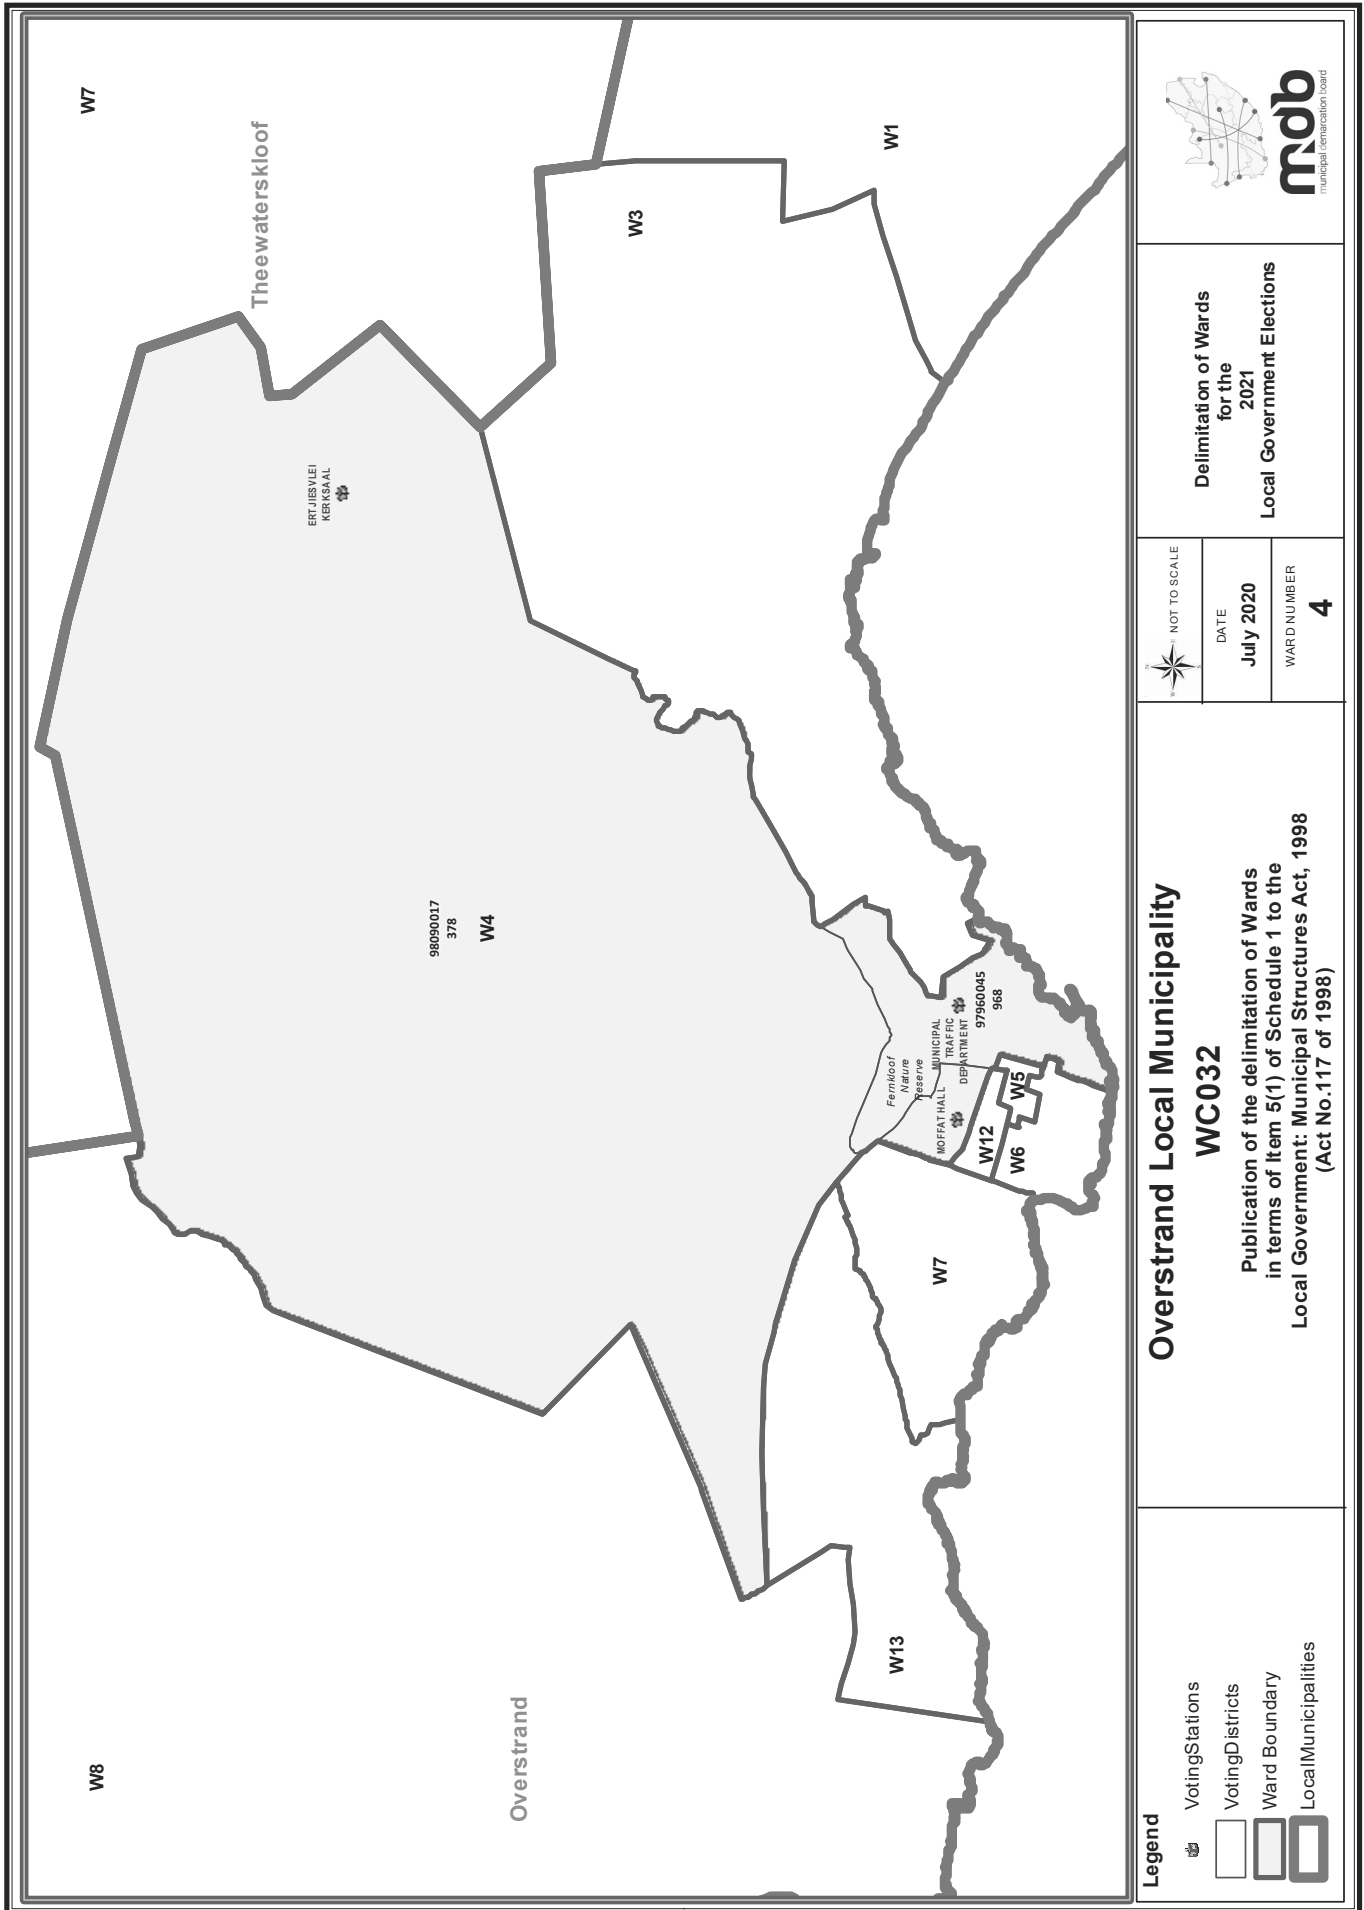 W7
Theewaterskloof
W1
W3
ERTJIESVLEI
KERKSAAL
98090017
378
W4
97960045
968
MUNICIPAL
TRAFFIC
DEPARTMENT
Fernkloof
Nature
Reserve
MOFFAT HALL
W5
W12
W6
W7
W13
Overstrand
W8
Legend
VotingStations
VotingDistricts
Ward Boundary
LocalMunicipalities
Overstrand Local Municipality
WC032
Publication of the delimitation of Wards
in terms of Item 5(1) of Schedule 1 to the
Local Government: Municipal Structures Act, 1998
(Act No.117 of 1998)
N
W
E
S
NOT TO SCALE
DATE
July 2020
WARD NUMBER
4
Delimitation of Wards
for the
2021
Local Government Elections
mdb
municipal demarcation board